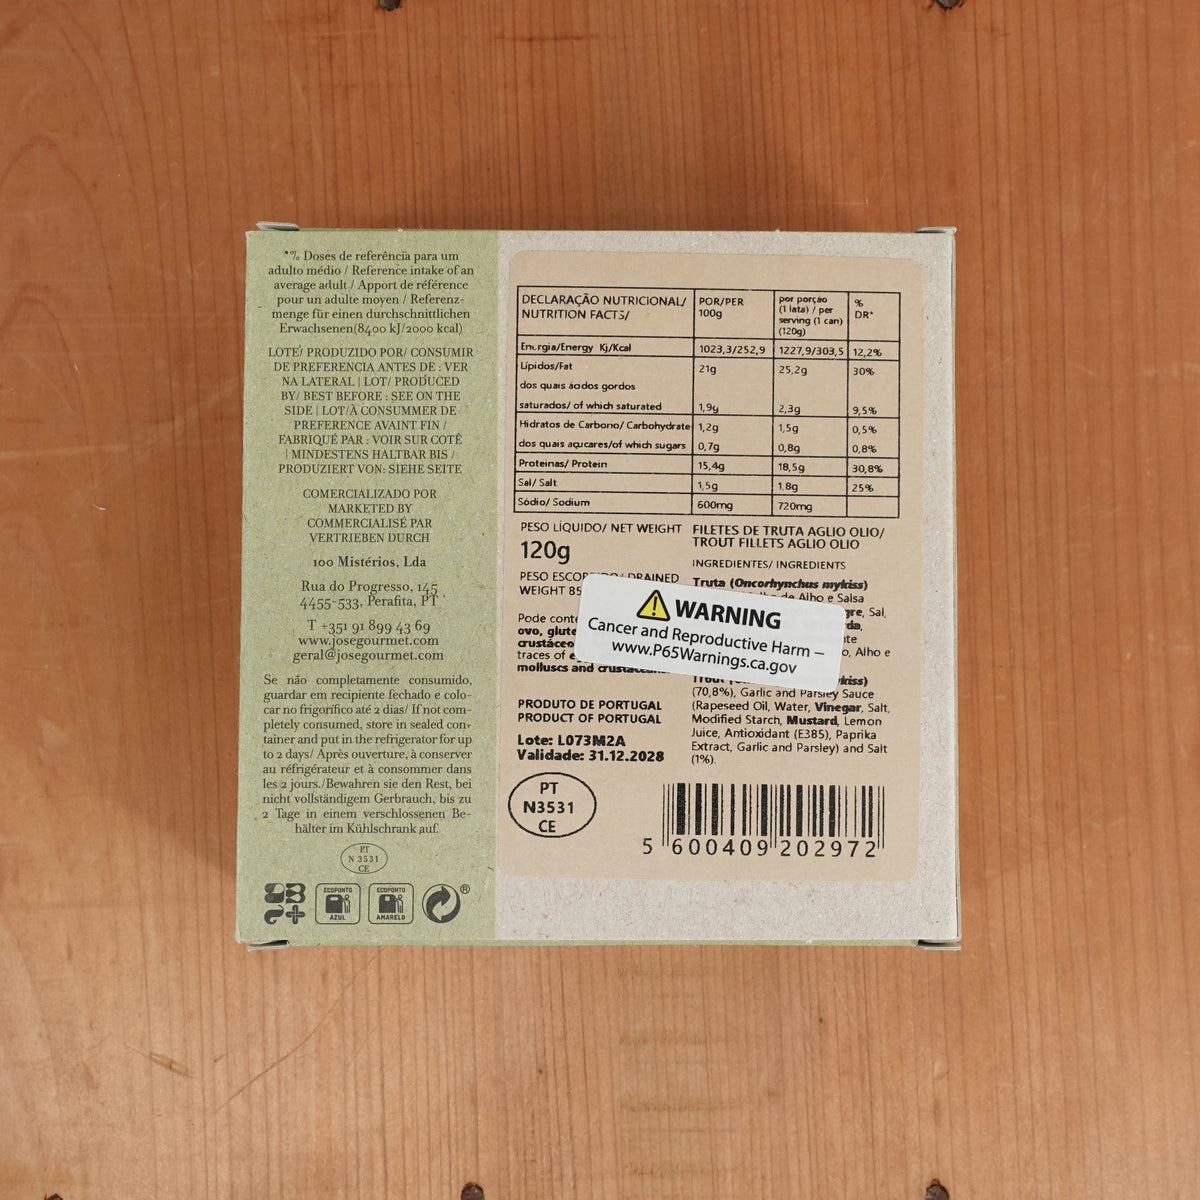 *% Doses de referência para um
adulto médio / Reference intake of an
average adult / Apport de référence
pour un adulte moyen / Referenz-
menge für einen durchschnittlichen
Erwachsenen(8400 kJ/2000 kcal)
LOTE/ PRODUZIDO POR/ CONSUMIR
DE PREFERENCIA ANTES DE : VER
NA LATERAL | LOT/ PRODUCED
BY/ BEST BEFORE : SEE ON THE
SIDE | LOT/À CONSUMMER DE
PREFERENCE AVAINT FIN /
FABRIQUÉ PAR : VOIR SUR COTÊ
| MINDESTENS HALTBAR BIS /
PRODUZIERT VON: SIEHE SEITE
COMERCIALIZADO POR
MARKETED BY
COMMERCIALISÉ PAR
VERTRIEBEN DURCH
100 Mistérios, Lda
Rua do Progresso, 145
4455-533, Perafita, PT
T +351 91 899 43 69
www.josegourmet.com
geral@josegourmet.com
Se não completamente consumido,
guardar em recipiente fechado e colo-
car no frigorífico até 2 dias/ If not com-
pletely consumed, store in sealed con-
tainer and put in the refrigerator for up
to 2 days/ Après ouverture, à conserver
au réfrigérateur et à consommer dans
les 2 jours./Bewahren sie den Rest, bei
nicht vollständigem Gerbrauch, bis zu
2 Tage in einem verschlossenen Be-
hälter im Kühlschrank auf.
PT
N 3531
CE
ECOPONTO
AZUL
ECOPONTO
AMARELO
®
DECLARAÇÃO NUTRICIONAL/
NUTRITION FACTS/
POR/PER
100g
por porção
(1 lata) / per
serving (1 can)
(120g)
%
DR*
Energia/Energy Kj/Kcal 1023,3/252,9 1227,9/303,5 12,2%
Lípidos/Fat 21g 25,2g 30%
dos quais ácidos gordos
saturados/ of which saturated 1,9g 2,3g 9,5%
Hidratos de Carbono/ Carbohydrate 1,2g 1,5g 0,5%
dos quais açucares/of which sugars 0,7g 0,8g 0,8%
Proteinas/ Protein 15,4g 18,5g 30,8%
Sal/ Salt 1,5g 1,8g 25%
Sódio/ Sodium 600mg 720mg
PESO LÍQUIDO/ NET WEIGHT
120g
PESO DRAINED
WEIGHT
Pode
ovo,
traces of
molluscs and
PRODUTO DE PORTUGAL
PRODUCT OF PORTUGAL
Lote: L073M2A
Validade: 31.12.2028
PT
N3531
CE
FILETES DE TRUTA AGLIO OLIO/
TROUT FILLETS AGLIO OLIO
INGREDIENTES/ INGREDIENTS
Truta (Oncorhynchus mykiss)
de Alho e Salsa
Sal,
Alho e
(70,8%), Garlic and Parsley Sauce
(Rapeseed Oil, Water, Vinegar, Salt,
Modified Starch, Mustard, Lemon
Juice, Antioxidant (E385), Paprika
Extract, Garlic and Parsley) and Salt
(1%).
WARNING
Cancer and Reproductive Harm –
www.P65Warnings.ca.gov
5 600409 202972